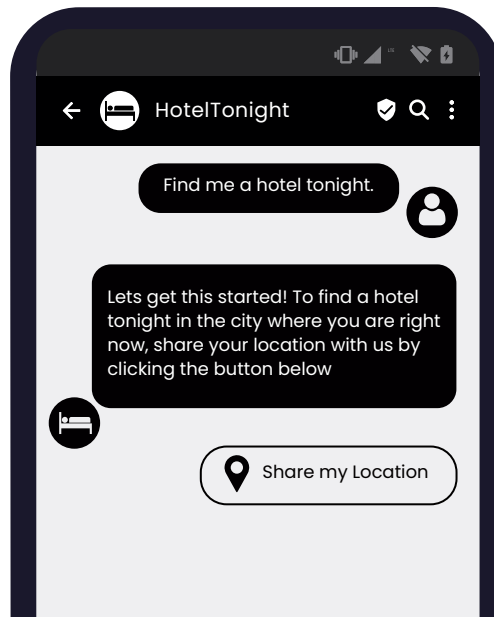 HotelTonight
Find me a hotel tonight.
Lets get this started! To find a hotel
tonight in the city where you are right
now, share your location with us by
clicking the button below
Share my Location